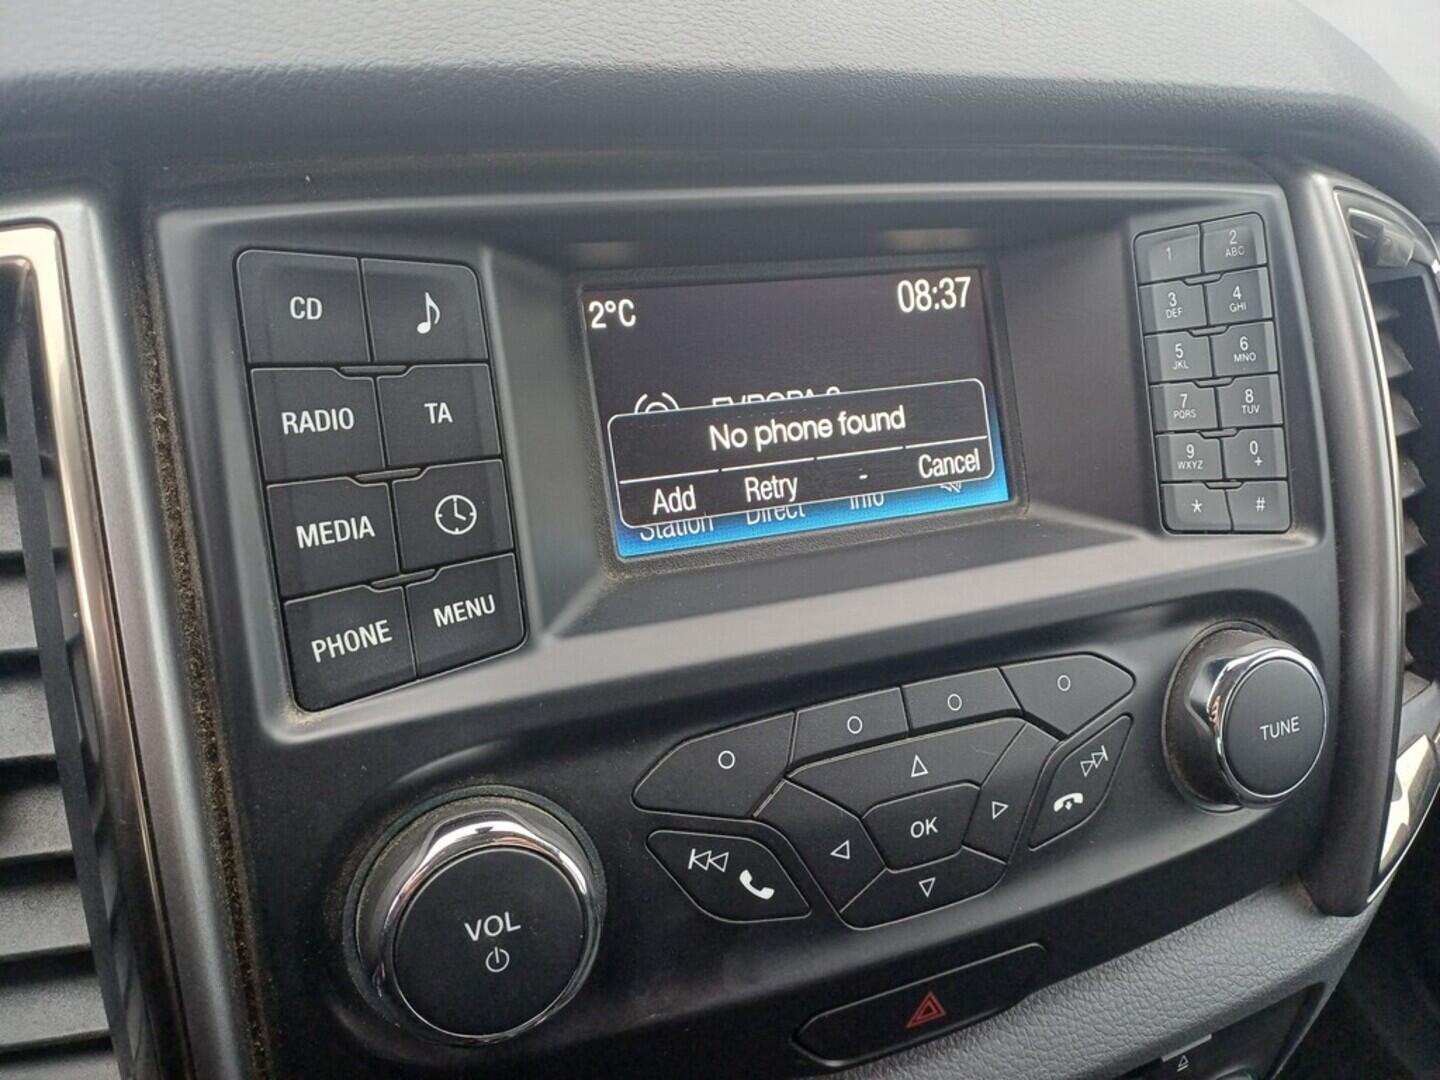 CD
RADIO TA
MEDIA
PHONE MENU
2°C 08:37
EVROPA 2
No phone found
Add Retry - Cancel
Station Direct Info
1 2 ABC
3 DEF 4 GHI
5 JKL 6 MNO
7 PQRS 8 TUV
9 WXYZ 0 +
* #
OK
VOL
TUNE